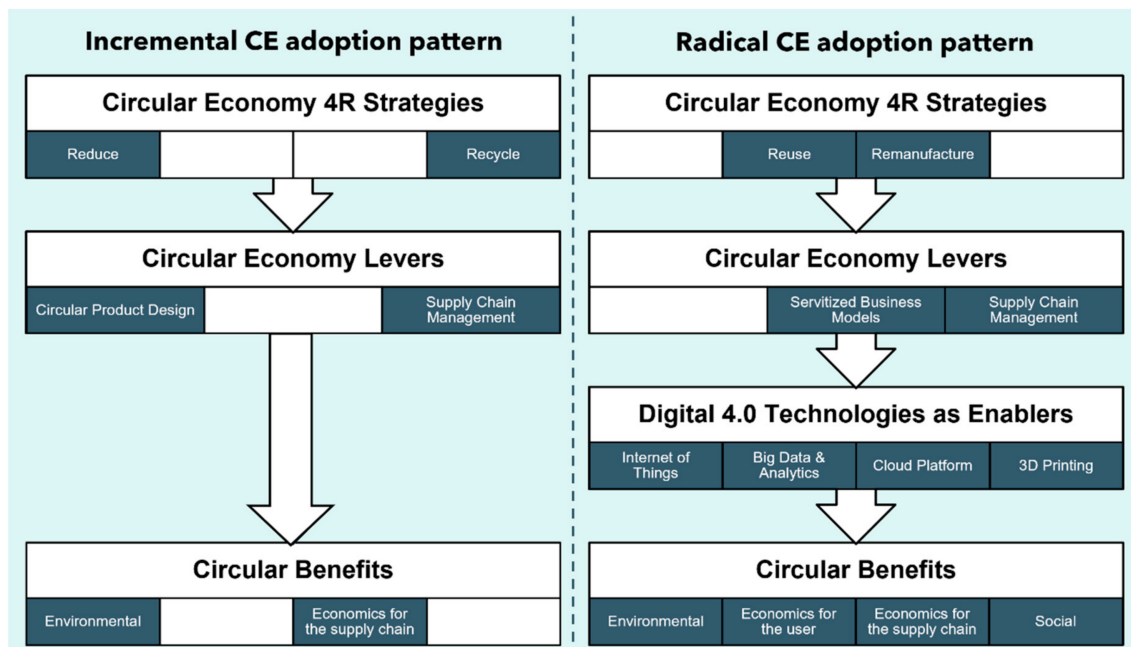 Incremental CE adoption pattern
Circular Economy 4R Strategies
Reduce
Recycle
Circular Economy Levers
Circular Product Design
Supply Chain
Management
Circular Benefits
Environmental
Economics for
the supply chain
Radical CE adoption pattern
Circular Economy 4R Strategies
Reuse
Remanufacture
Circular Economy Levers
Servitized Business
Models
Supply Chain
Management
Digital 4.0 Technologies as Enablers
Internet of
Things
Big Data &
Analytics
Cloud Platform
3D Printing
Circular Benefits
Environmental
Economics for
the user
Economics for
the supply chain
Social